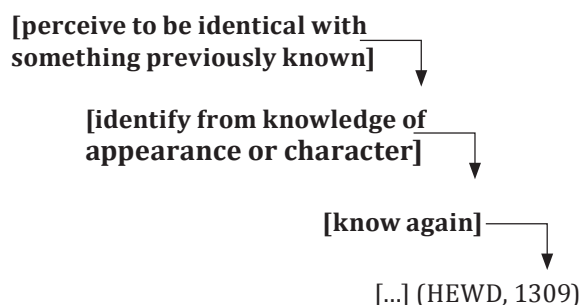 [perceive to be identical with
something previously known]
[identify from knowledge of
appearance or character]
[know again]
[...] (HEWD, 1309)